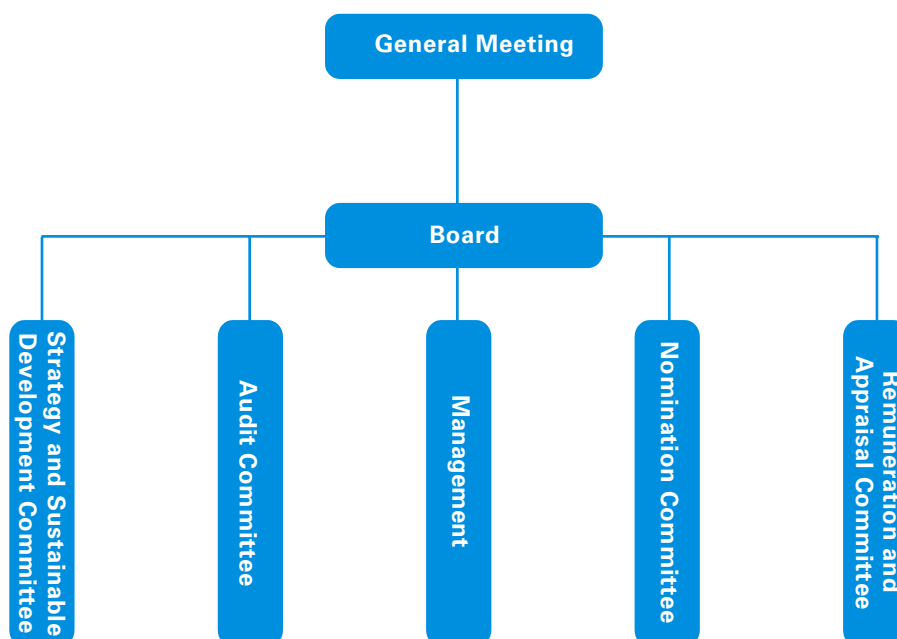 General Meeting
Board
Strategy and Sustainable
Development Committee
Audit Committee
Management
Nomination Committee
Remuneration and
Appraisal Committee